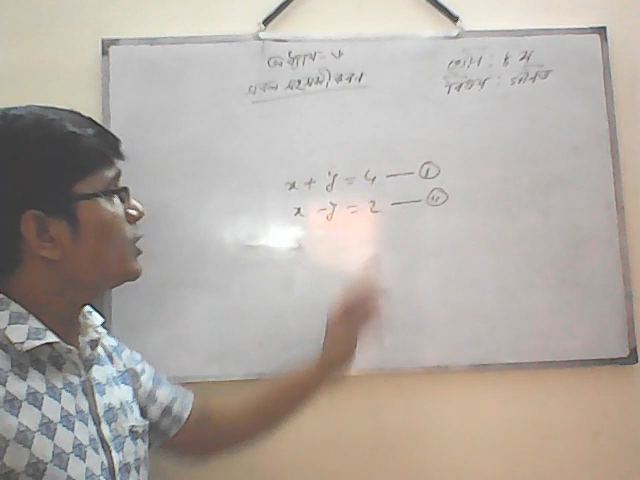 অধ্যায়: ৬
সরল সহসমীকরণ
শ্রেণি: ৮ম
বিষয়: গণিত
x + y = 4 — (i)
x - y = 2 — (ii)